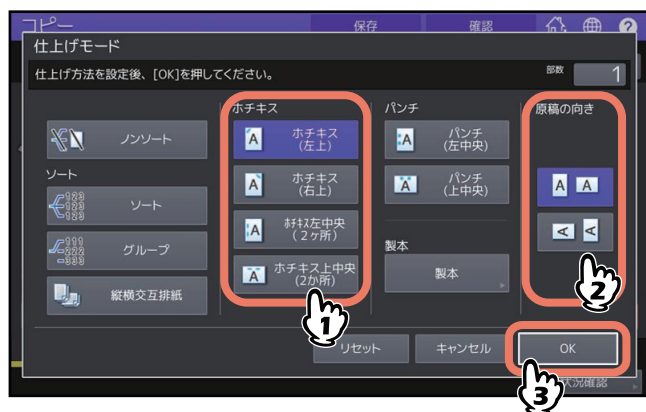 コピー
保存
確認
?
仕上げモード
仕上げ方法を設定後、[OK]を押してください。
部数
1
ホチキス
パンチ
原稿の向き
ノンソート
ホチキス
(左上)
パンチ
(左中央)
ソート
ホチキス
(右上)
パンチ
(上中央)
ソート
ホチキス左中央
(2ヶ所)
グループ
製本
縦横交互排紙
ホチキス上中央
(2か所)
製本
1
2
リセット
キャンセル
OK
3
状況確認